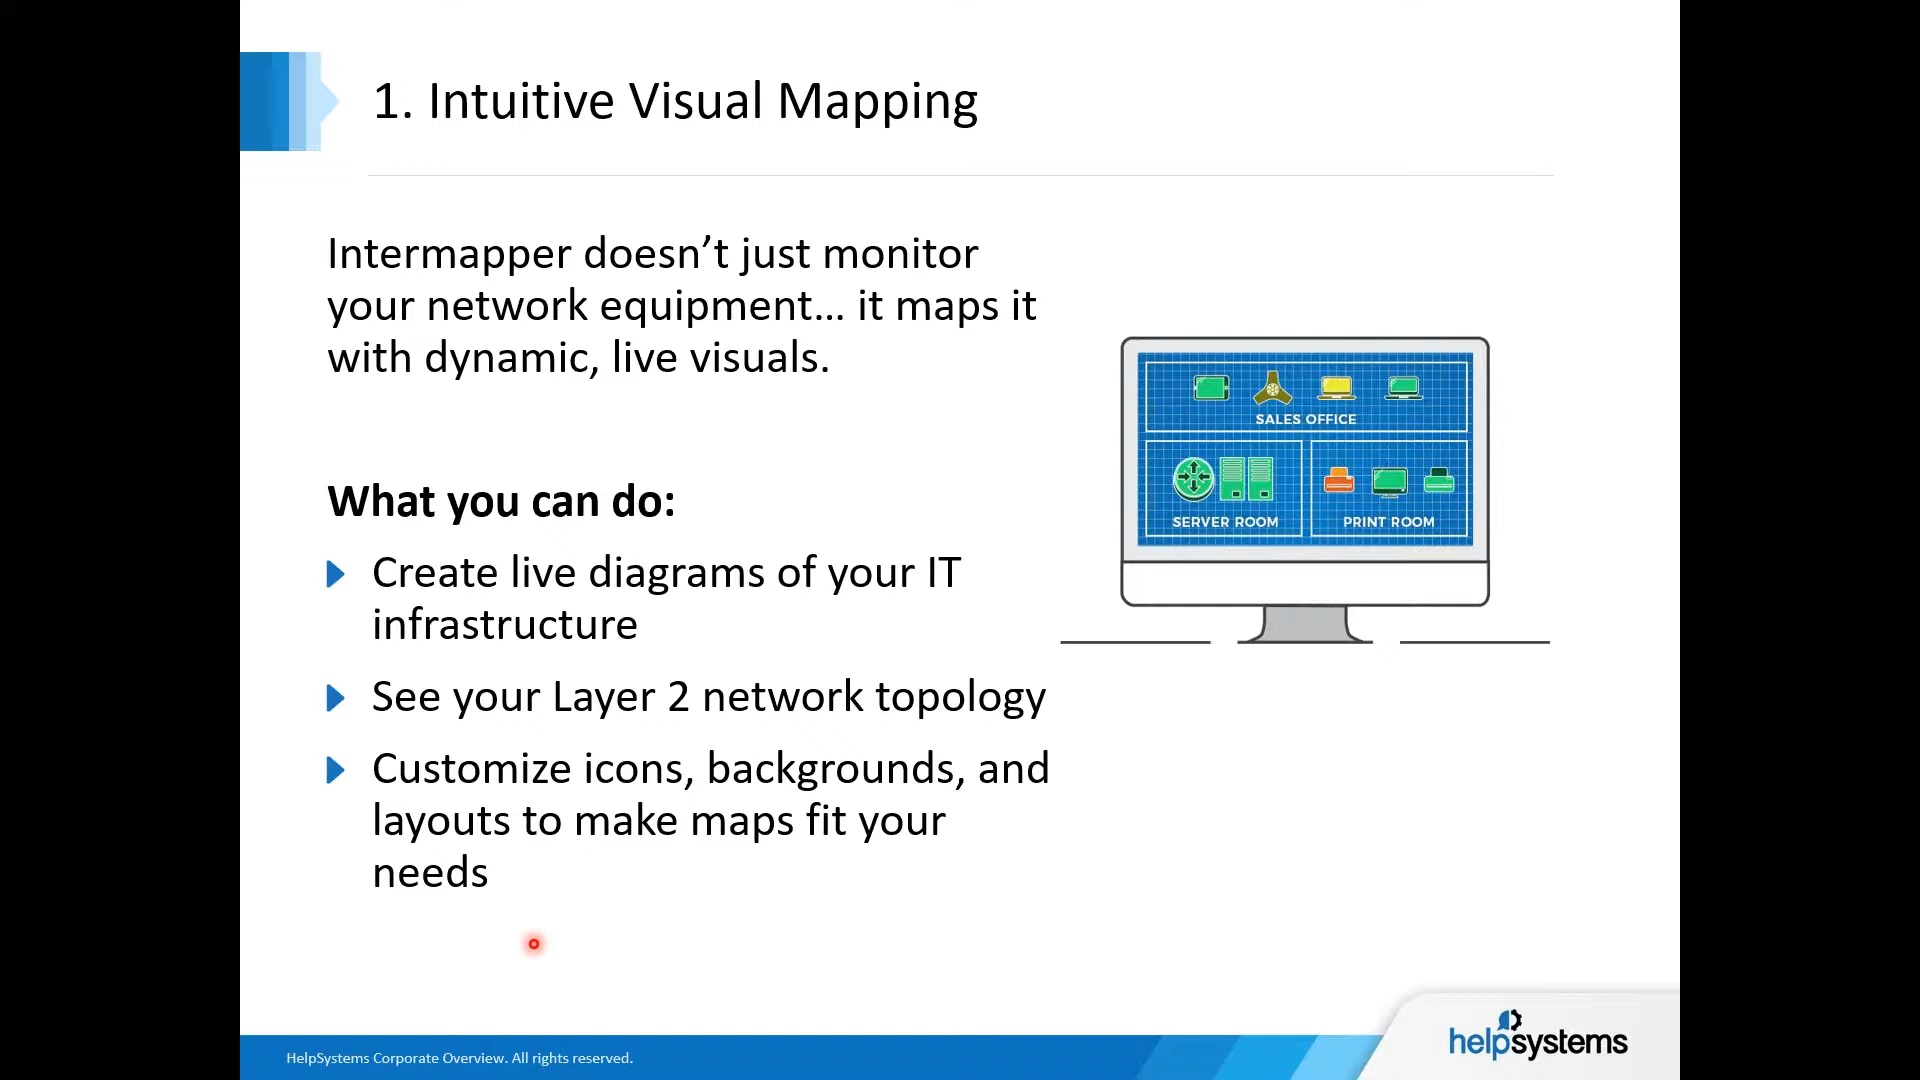 1. Intuitive Visual Mapping
Intermapper doesn’t just monitor
your network equipment… it maps it
with dynamic, live visuals.
What you can do:
Create live diagrams of your IT
infrastructure
See your Layer 2 network topology
Customize icons, backgrounds, and
layouts to make maps fit your
needs
SALES OFFICE
SERVER ROOM
PRINT ROOM
HelpSystems Corporate Overview. All rights reserved.
helpsystems